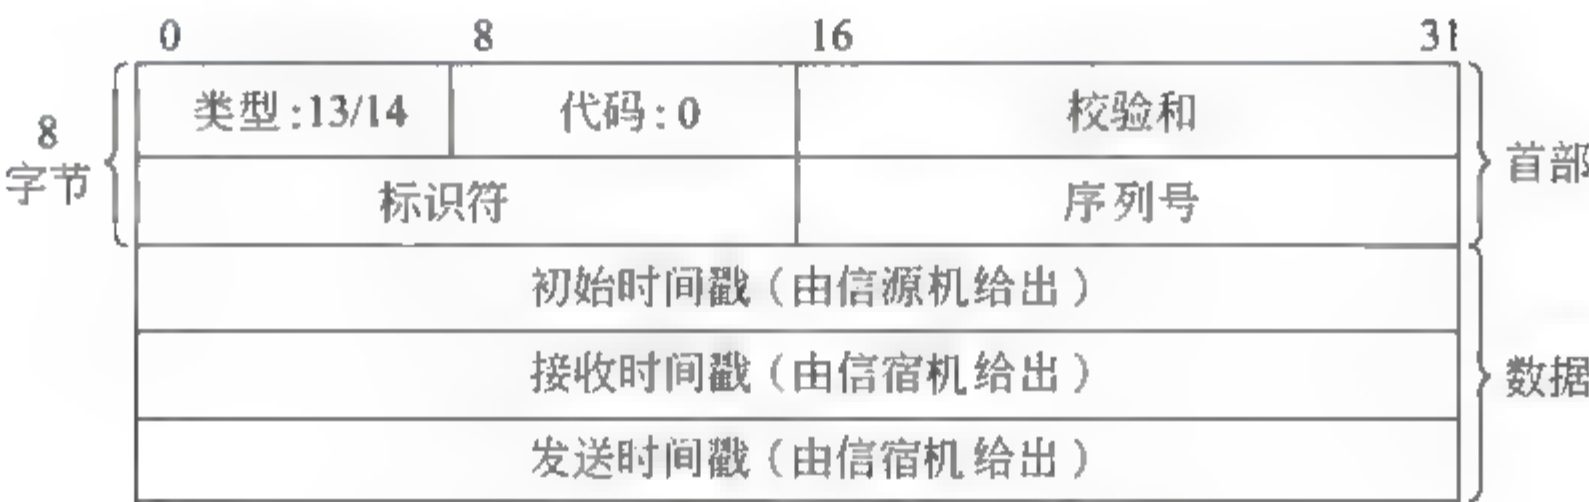 0 8 16 31
类型:13/14 代码:0 校验和
8
字节
首部
标识符 序列号
初始时间戳(由信源机给出)
接收时间戳(由信宿机给出)
数据
发送时间戳(由信宿机给出)